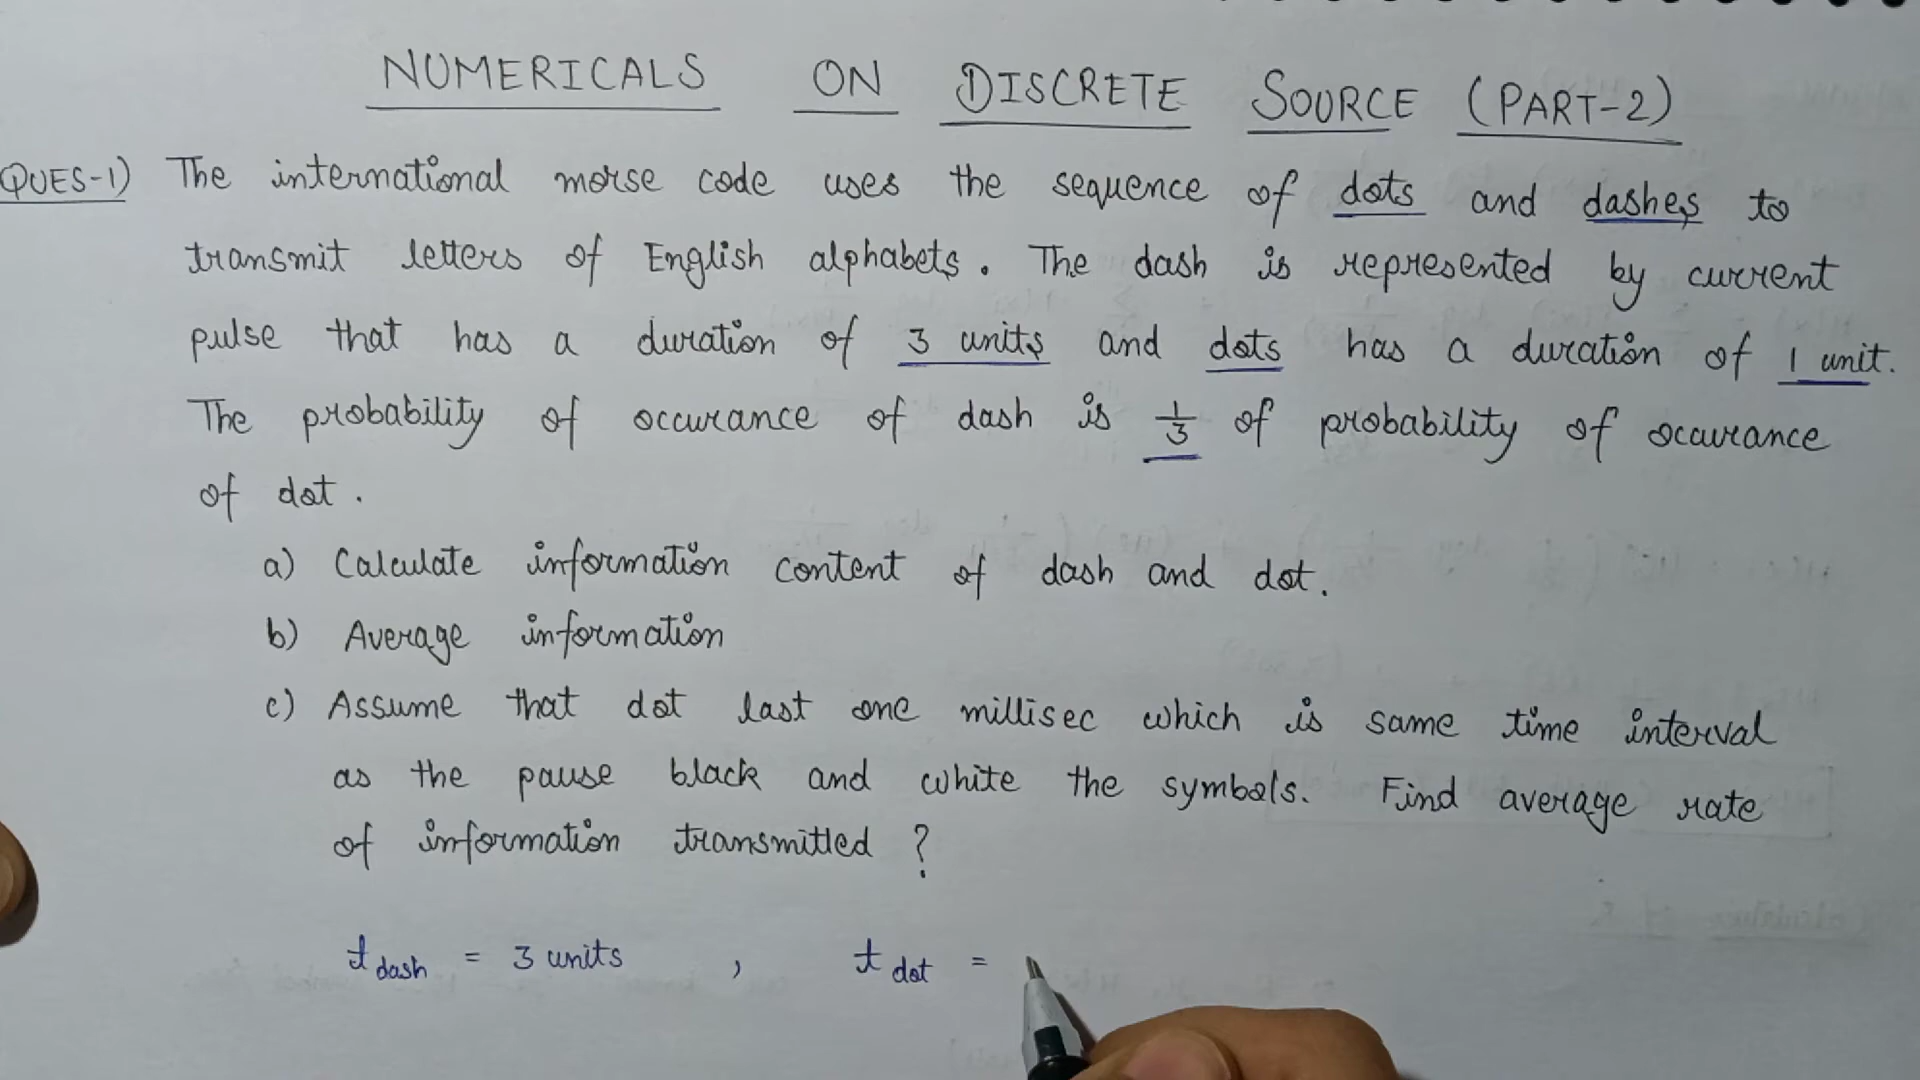 NUMERICALS ON DISCRETE SOURCE (PART-2)
QUES-1) The international morse code uses the sequence of dots and dashes to
transmit letters of English alphabets. The dash is represented by current
pulse that has a duration of 3 units and dots has a duration of 1 unit.
The probability of occurance of dash is 1/3 of probability of occurance
of dot.
a) Calculate information content of dash and dot.
b) Average information
c) Assume that dot last one millisec which is same time interval
as the pause black and white the symbols. Find average rate
of information transmitted ?
t dash = 3 units , t dot =